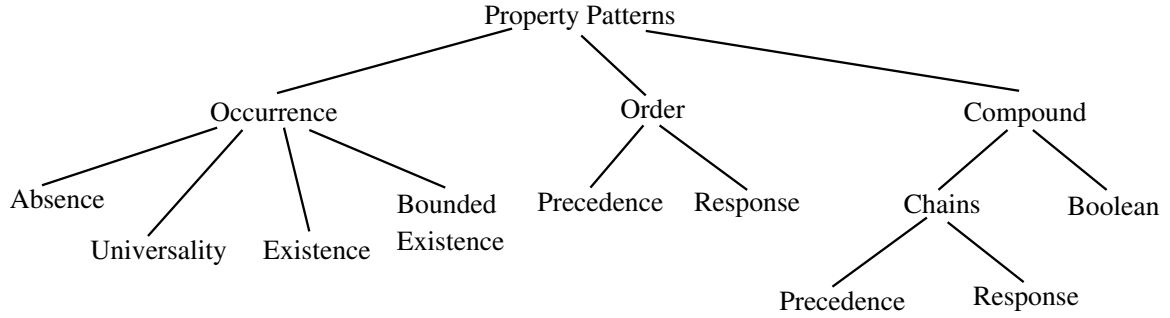 Property Patterns
Occurrence
Order
Compound
Absence
Universality
Existence
Bounded
Existence
Precedence
Response
Chains
Boolean
Precedence
Response